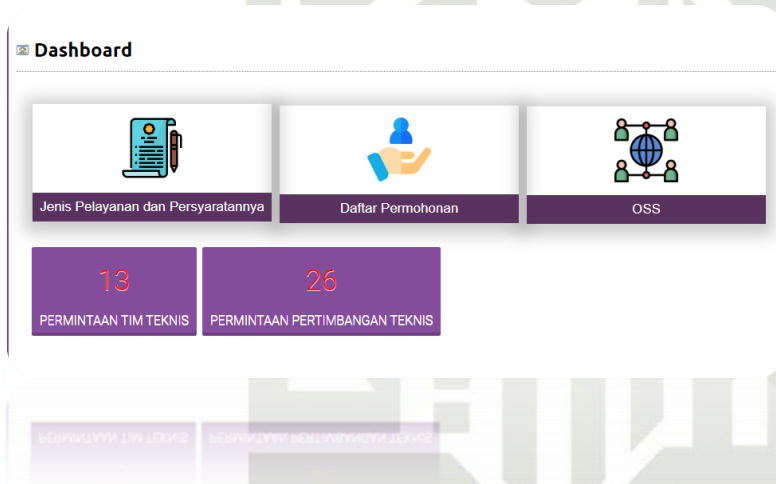 Dashboard
Jenis Pelayanan dan Persyaratannya
Daftar Permohonan
OSS
13
PERMINTAAN TIM TEKNIS
26
PERMINTAAN PERTIMBANGAN TEKNIS